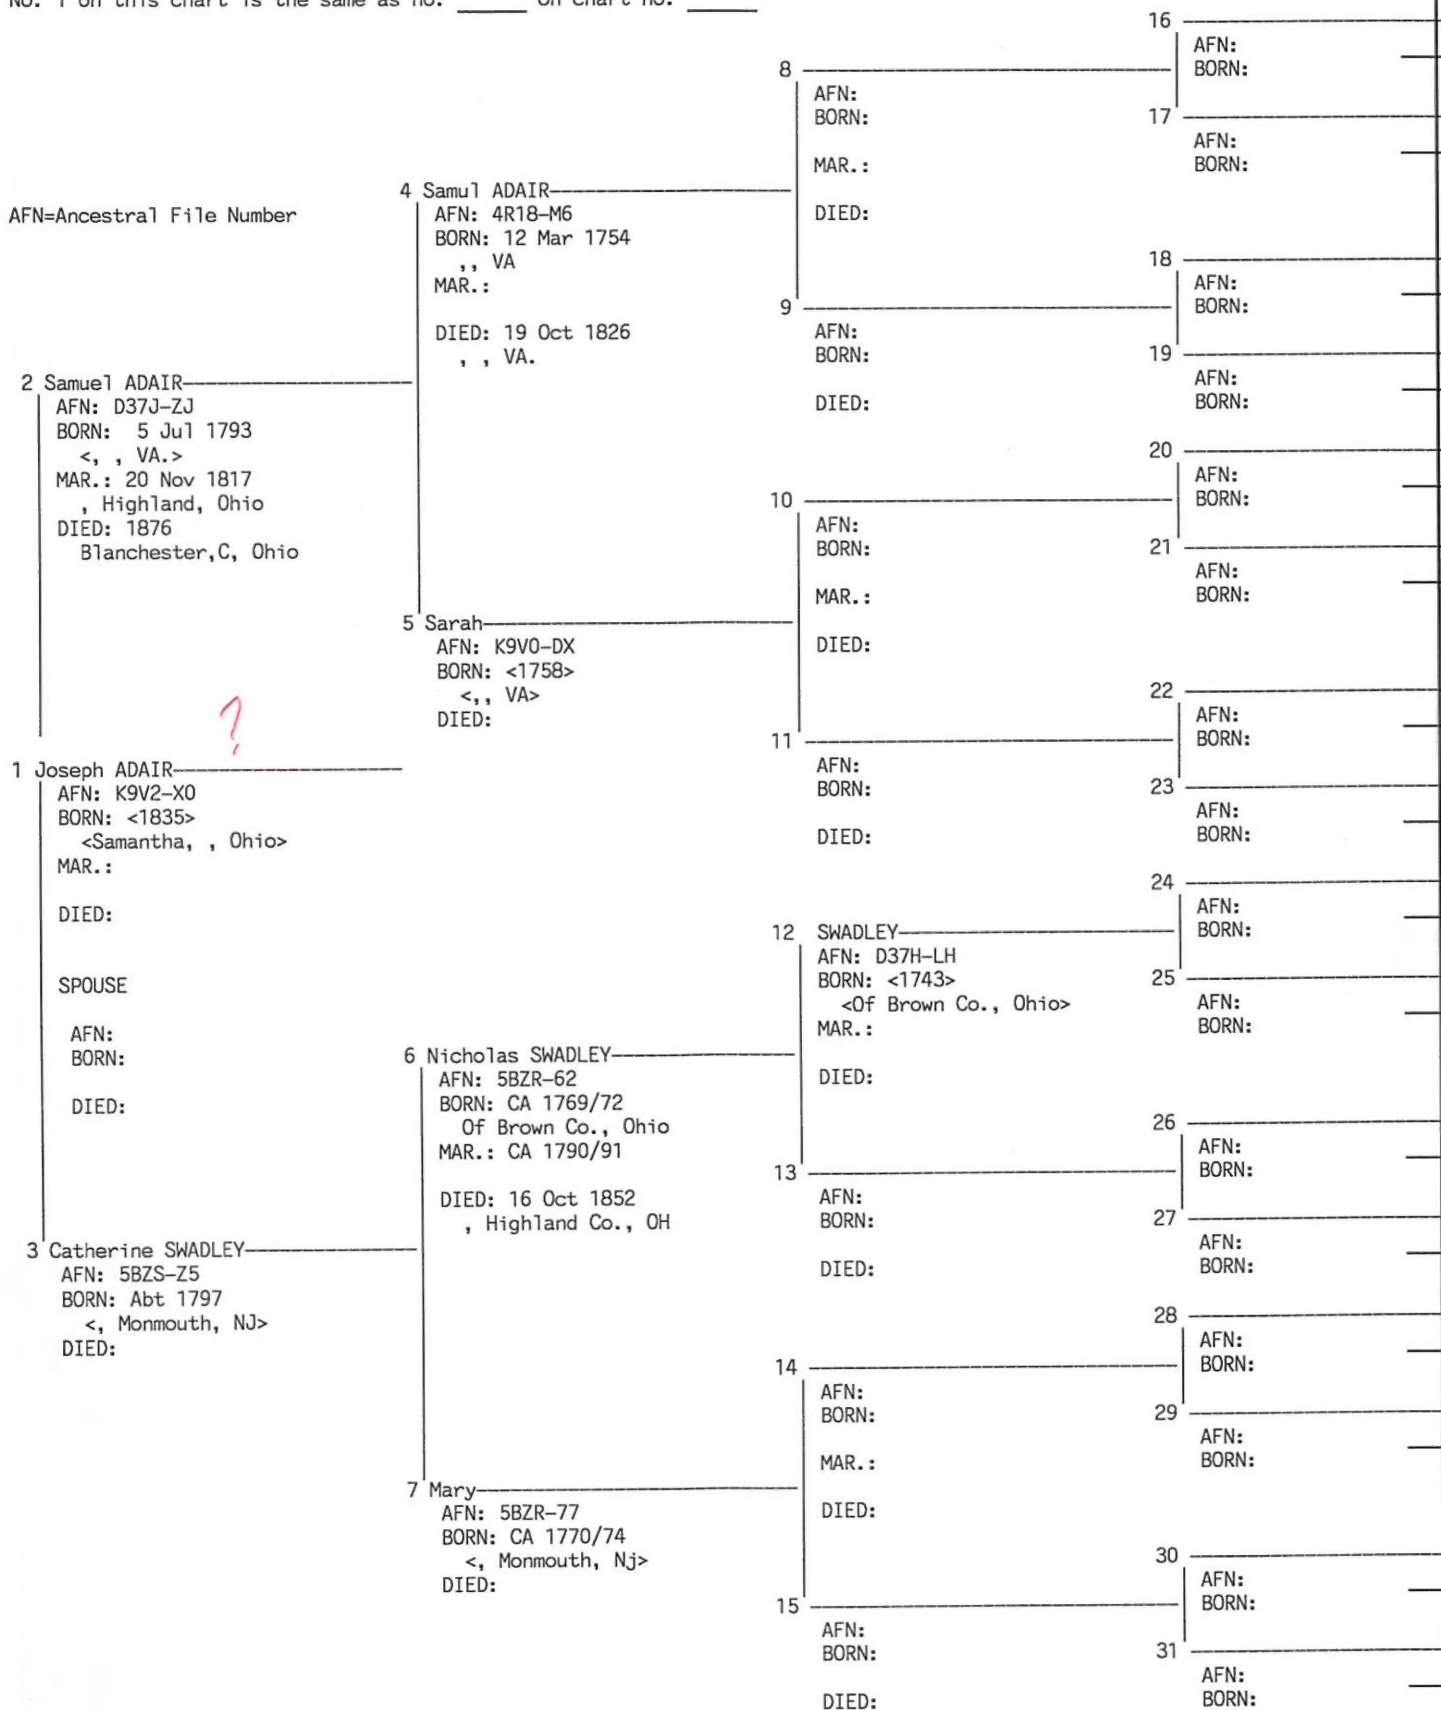 No. 1 on this chart is the same as no. _____ on chart no. _____
AFN=Ancestral File Number
2 Samuel ADAIR
AFN: D37J-ZJ
BORN: 5 Jul 1793
<, , VA.>
MAR.: 20 Nov 1817
, Highland, Ohio
DIED: 1876
Blanchester,C, Ohio
?
1 Joseph ADAIR
AFN: K9V2-X0
BORN: <1835>
<Samantha, , Ohio>
MAR.:
DIED:
SPOUSE
AFN:
BORN:
DIED:
3 Catherine SWADLEY
AFN: 5BZS-Z5
BORN: Abt 1797
<, Monmouth, NJ>
DIED:
4 Samul ADAIR
AFN: 4R18-M6
BORN: 12 Mar 1754
,, VA
MAR.:
DIED: 19 Oct 1826
, , VA.
5 Sarah
AFN: K9V0-DX
BORN: <1758>
<,, VA>
DIED:
6 Nicholas SWADLEY
AFN: 5BZR-62
BORN: CA 1769/72
Of Brown Co., Ohio
MAR.: CA 1790/91
DIED: 16 Oct 1852
, Highland Co., OH
7 Mary
AFN: 5BZR-77
BORN: CA 1770/74
<, Monmouth, Nj>
DIED:
8
AFN:
BORN:
MAR.:
DIED:
9
AFN:
BORN:
DIED:
10
AFN:
BORN:
MAR.:
DIED:
11
AFN:
BORN:
DIED:
12 SWADLEY
AFN: D37H-LH
BORN: <1743>
<Of Brown Co., Ohio>
MAR.:
DIED:
13
AFN:
BORN:
DIED:
14
AFN:
BORN:
MAR.:
DIED:
15
AFN:
BORN:
DIED:
16
AFN:
BORN:
17
AFN:
BORN:
18
AFN:
BORN:
19
AFN:
BORN:
20
AFN:
BORN:
21
AFN:
BORN:
22
AFN:
BORN:
23
AFN:
BORN:
24
AFN:
BORN:
25
AFN:
BORN:
26
AFN:
BORN:
27
AFN:
BORN:
28
AFN:
BORN:
29
AFN:
BORN:
30
AFN:
BORN:
31
AFN:
BORN: